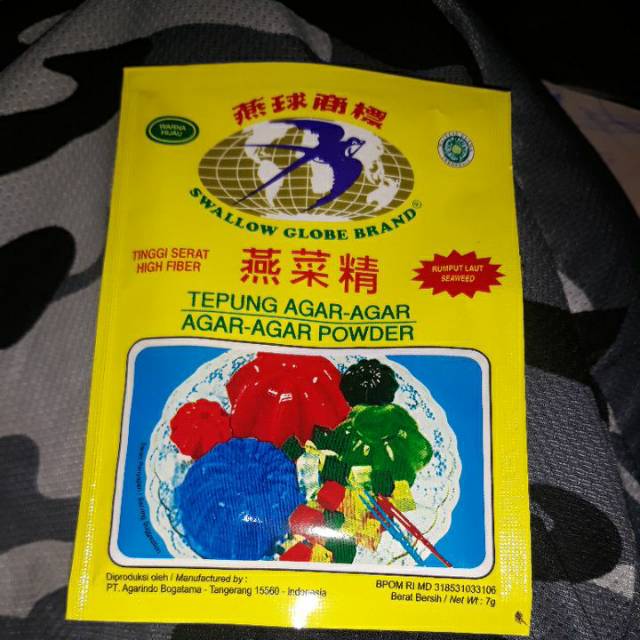 燕球商標
WARNA
HIJAU
SWALLOW GLOBE BRAND®
TINGGI SERAT
HIGH FIBER
燕菜精
RUMPUT LAUT
SEAWEED
TEPUNG AGAR-AGAR
AGAR-AGAR POWDER
Diproduksi oleh / Manufactured by :
PT. Agarindo Bogatama - Tangerang 15560 - Indonesia
BPOM RI MD 318531033106
Berat Bersih / Net Wt : 7g